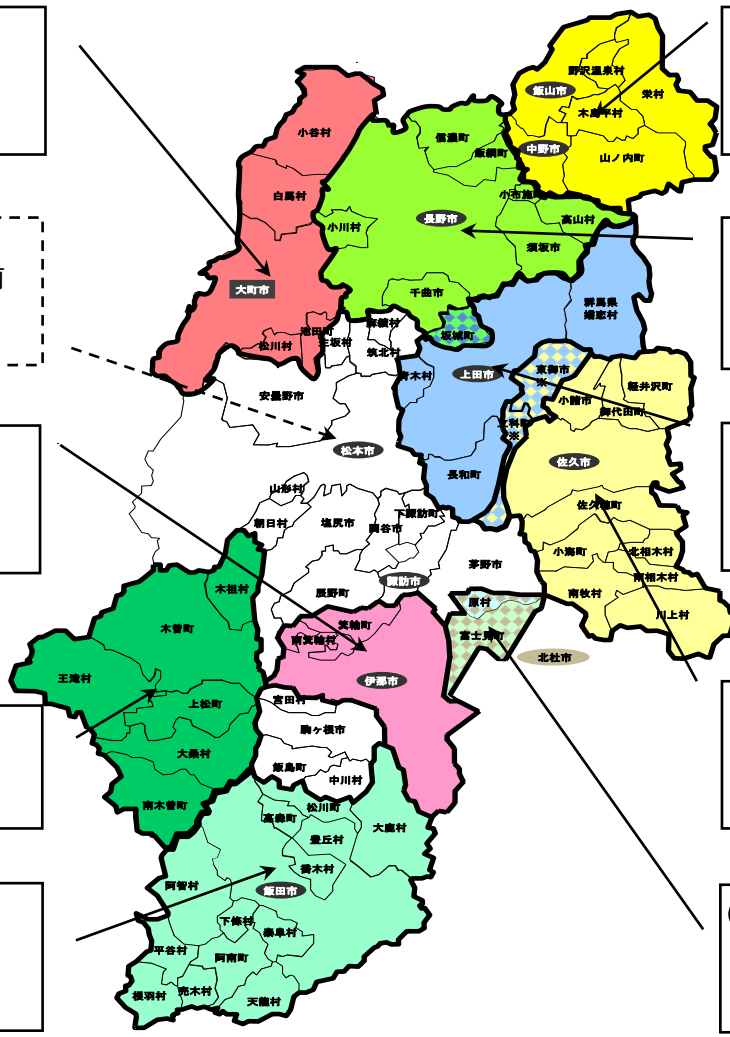 野沢温泉村
飯山市
栄村
木島平村
小谷村
信濃町
飯綱町
中野市
山ノ内町
白馬村
小布施町
長野市
高山村
小川村
須坂市
大町市
千曲市
群馬県
嬬恋村
池田町
麻績村
坂城町
生坂村
松川村
筑北村
青木村
上田市
東御市
※
軽井沢町
安曇野市
小諸市
御代田町
立科町
※
松本市
佐久市
長和町
山形村
佐久穂町
朝日村
塩尻市
岡谷市
下諏訪町
小海町
北相木村
茅野市
諏訪市
南相木村
木祖村
辰野町
南牧村
原村
川上村
木曽町
箕輪町
南箕輪村
富士見町
北杜市
王滝村
伊那市
上松町
宮田村
駒ヶ根市
大桑村
飯島町
中川村
南木曽町
松川町
高森町
大鹿村
豊丘村
喬木村
阿智村
飯田市
下條村
泰阜村
平谷村
阿南町
根羽村
売木村
天龍村